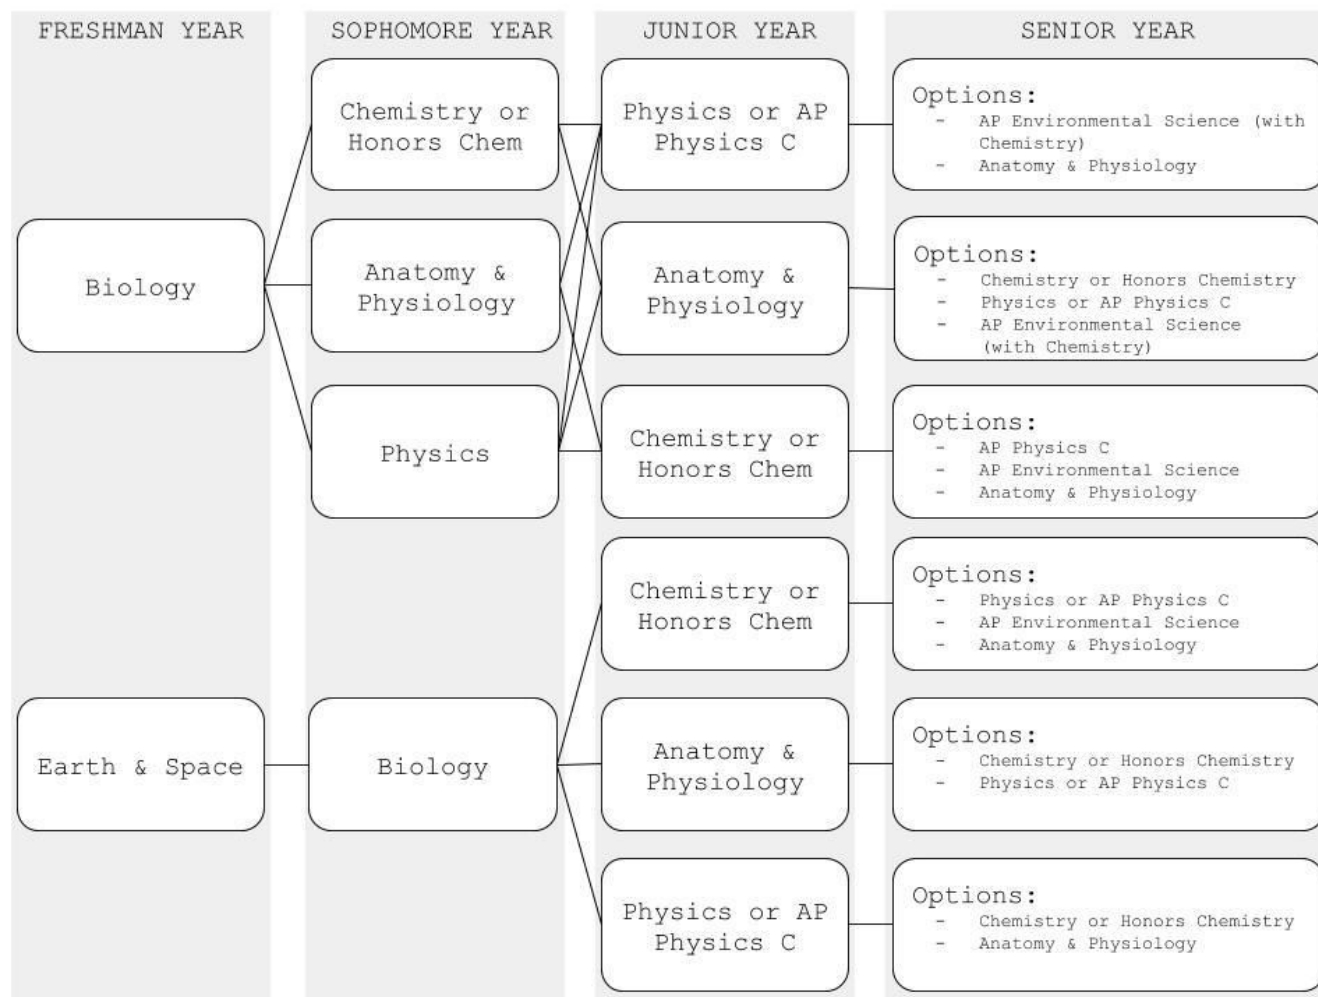 FRESHMAN YEAR
SOPHOMORE YEAR
JUNIOR YEAR
SENIOR YEAR
Biology
Earth & Space
Chemistry or
Honors Chem
Anatomy &
Physiology
Physics
Biology
Physics or AP
Physics C
Anatomy &
Physiology
Chemistry or
Honors Chem
Chemistry or
Honors Chem
Anatomy &
Physiology
Physics or AP
Physics C
Options:
- AP Environmental Science (with
Chemistry)
- Anatomy & Physiology
Options:
- Chemistry or Honors Chemistry
- Physics or AP Physics C
- AP Environmental Science
(with Chemistry)
Options:
- AP Physics C
- AP Environmental Science
- Anatomy & Physiology
Options:
- Physics or AP Physics C
- AP Environmental Science
- Anatomy & Physiology
Options:
- Chemistry or Honors Chemistry
- Physics or AP Physics C
Options:
- Chemistry or Honors Chemistry
- Anatomy & Physiology